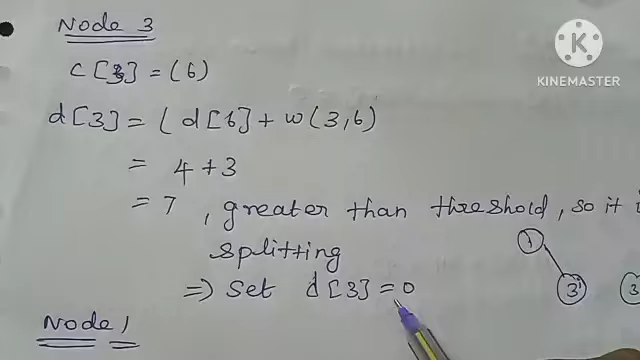 Node 3
K
KINEMASTER
C[3] = (6)
d[3] = ( d[6] + w(3,6)
= 4+3
= 7 , greater than threshold, so it
splitting
=> Set d[3] = 0
1
3'
Node 1